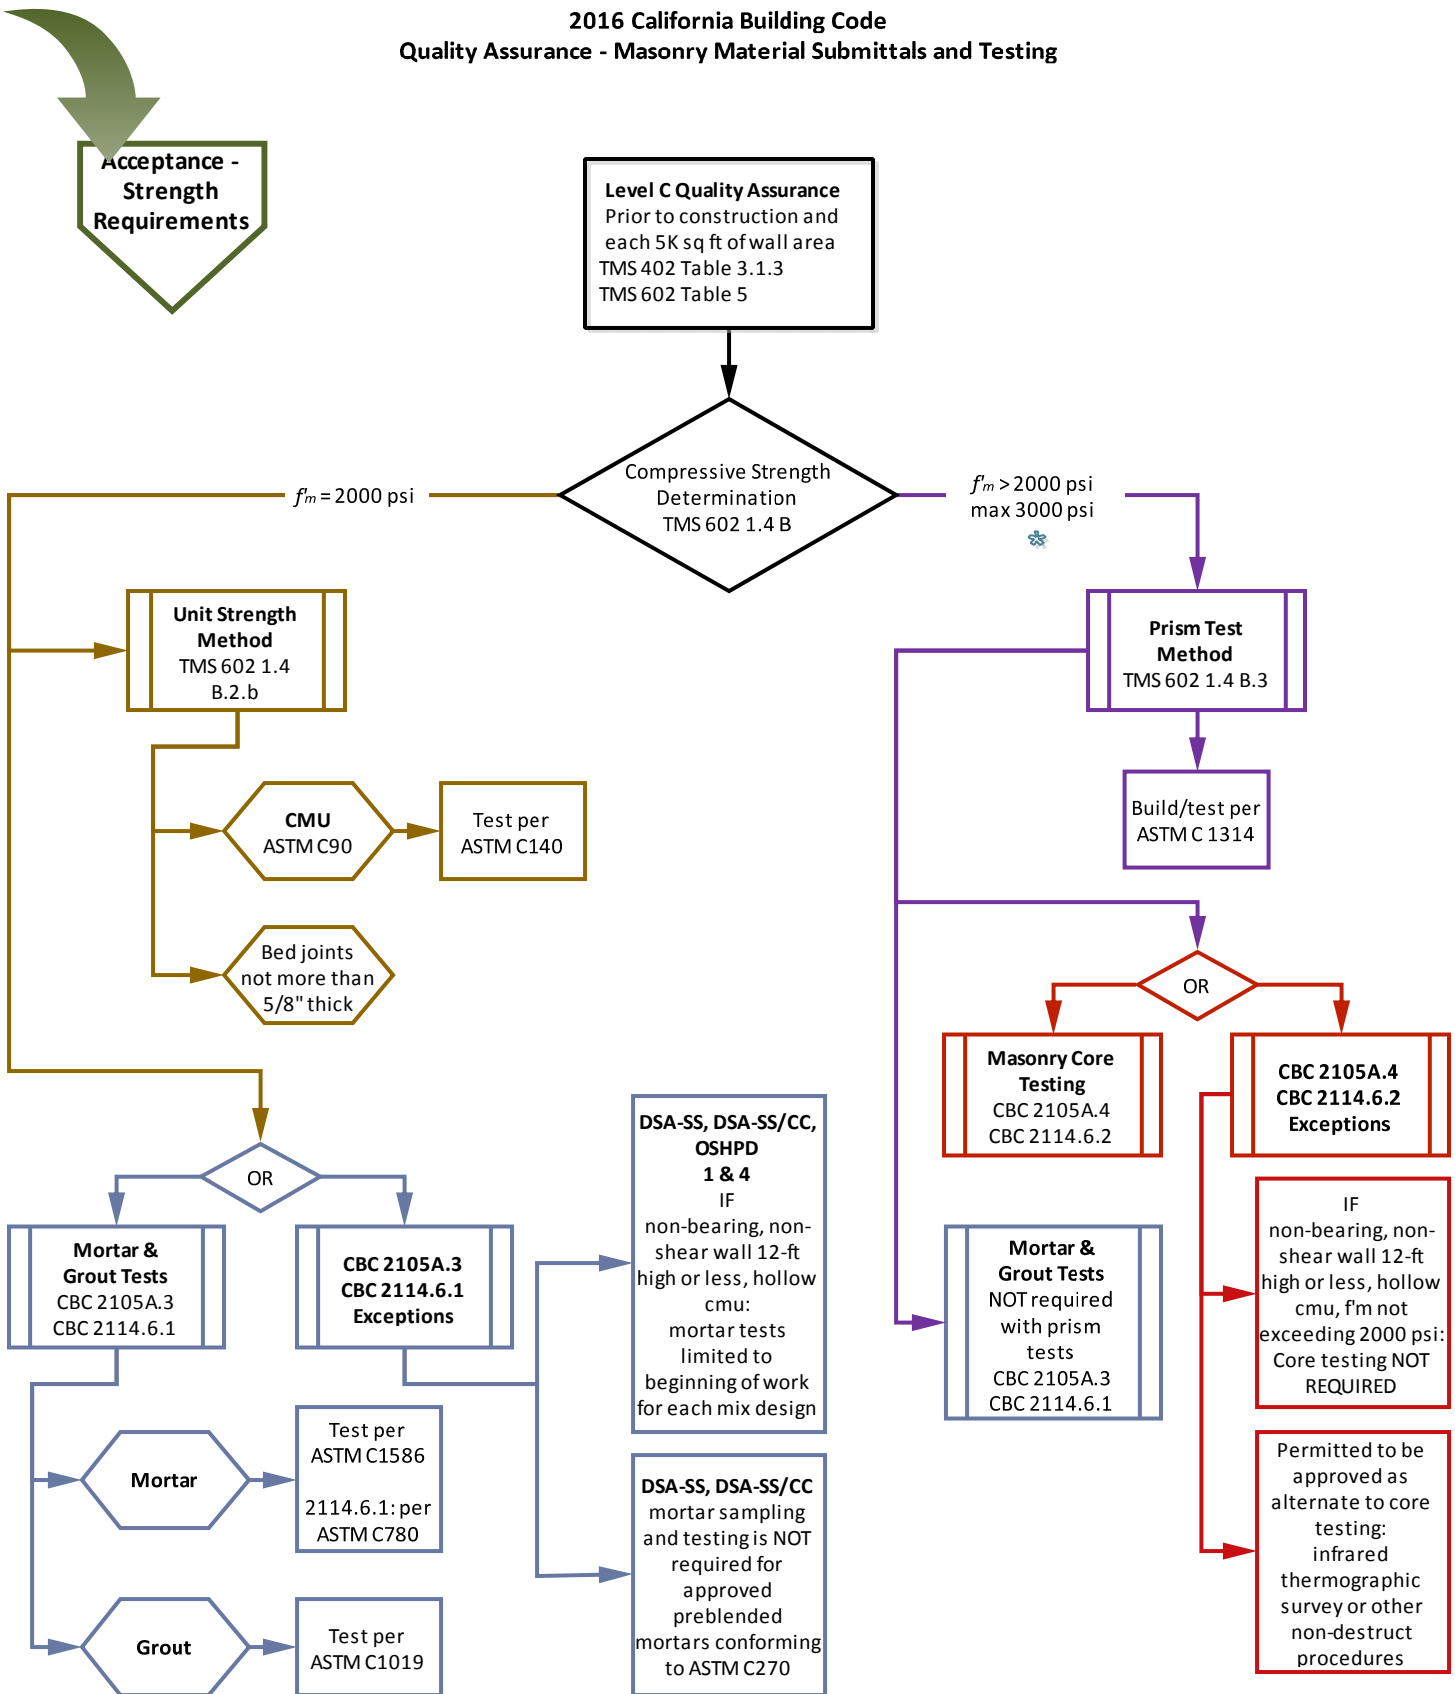 2016 California Building Code
Quality Assurance - Masonry Material Submittals and Testing
Acceptance -
Strength
Requirements
Level C Quality Assurance
Prior to construction and
each 5K sq ft of wall area
TMS 402 Table 3.1.3
TMS 602 Table 5
Compressive Strength
Determination
TMS 602 1.4 B
f'm = 2000 psi
f'm > 2000 psi
max 3000 psi
Unit Strength
Method
TMS 602 1.4
B.2.b
Prism Test
Method
TMS 602 1.4 B.3
CMU
ASTM C90
Test per
ASTM C140
Build/test per
ASTM C 1314
Bed joints
not more than
5/8" thick
OR
Masonry Core
Testing
CBC 2105A.4
CBC 2114.6.2
CBC 2105A.4
CBC 2114.6.2
Exceptions
OR
Mortar &
Grout Tests
CBC 2105A.3
CBC 2114.6.1
CBC 2105A.3
CBC 2114.6.1
Exceptions
DSA-SS, DSA-SS/CC,
OSHPD
1 & 4
IF
non-bearing, non-
shear wall 12-ft
high or less, hollow
cmu:
mortar tests
limited to
beginning of work
for each mix design
Mortar &
Grout Tests
NOT required
with prism
tests
CBC 2105A.3
CBC 2114.6.1
IF
non-bearing, non-
shear wall 12-ft
high or less, hollow
cmu, f'm not
exceeding 2000 psi:
Core testing NOT
REQUIRED
Mortar
Test per
ASTM C1586
2114.6.1: per
ASTM C780
DSA-SS, DSA-SS/CC
mortar sampling
and testing is NOT
required for
approved
preblended
mortars conforming
to ASTM C270
Permitted to be
approved as
alternate to core
testing:
infrared
thermographic
survey or other
non-destruct
procedures
Grout
Test per
ASTM C1019